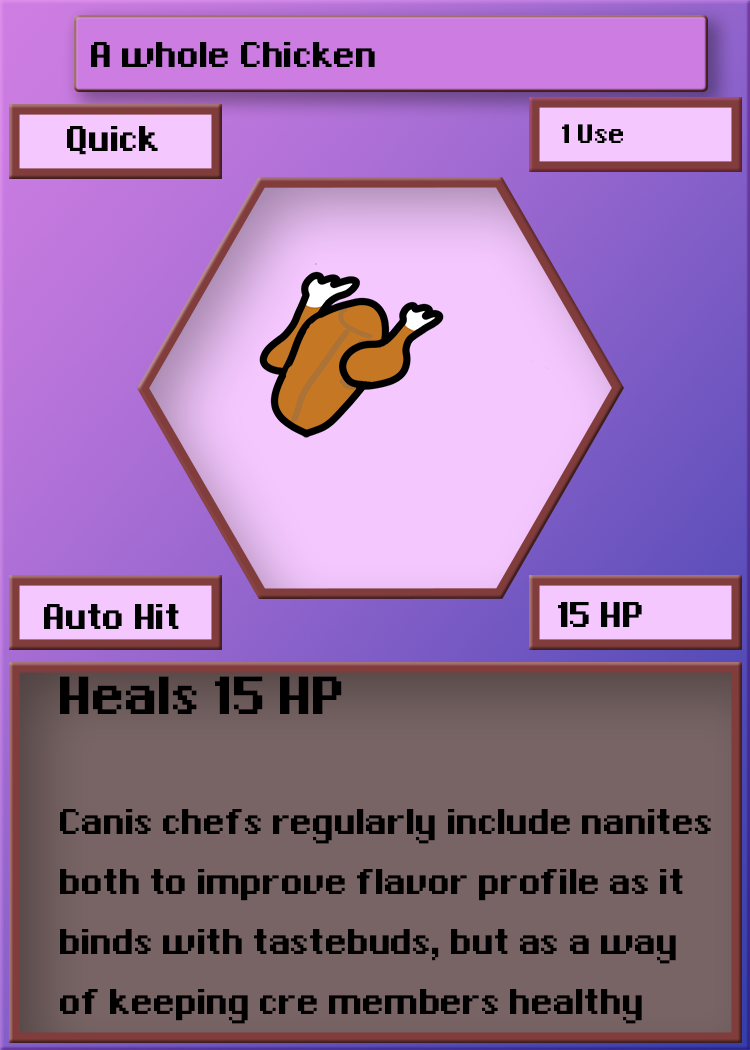 A whole Chicken
Quick
1 Use
Auto Hit
15 HP
Heals 15 HP
Canis chefs regularly include nanites
both to improve flavor profile as it
binds with tastebuds, but as a way
of keeping cre members healthy